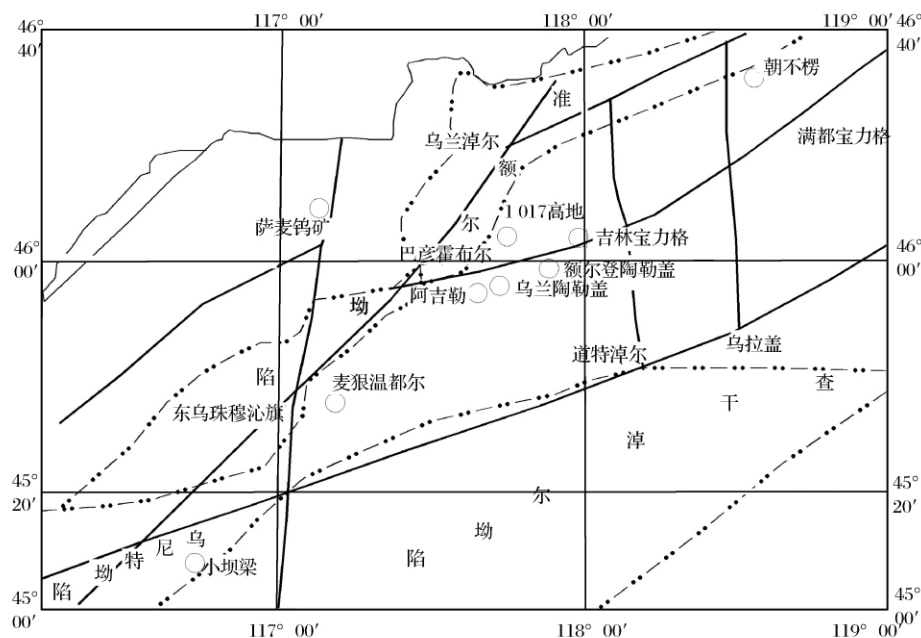 46° 117° 00′ 118° 00′ 119° 00′ 46°
40′ 40′
朝不楞
准
乌兰淖尔
满都宝力格
额
1 017高地
尔
萨麦钨矿
吉林宝力格
巴彦霍布尔
46° 46°
00′ 00′
额尔登陶勒盖
阿吉勒
乌兰陶勒盖
坳
乌拉盖
道特淖尔
陷
麦狠温都尔
查
东乌珠穆沁旗
干
淖
45° 45°
20′ 20′
尔
乌
尼
坳
特
小坝梁
陷
坳
陷
45° 45°
00′ 00′
117° 00′ 118° 00′ 119° 00′